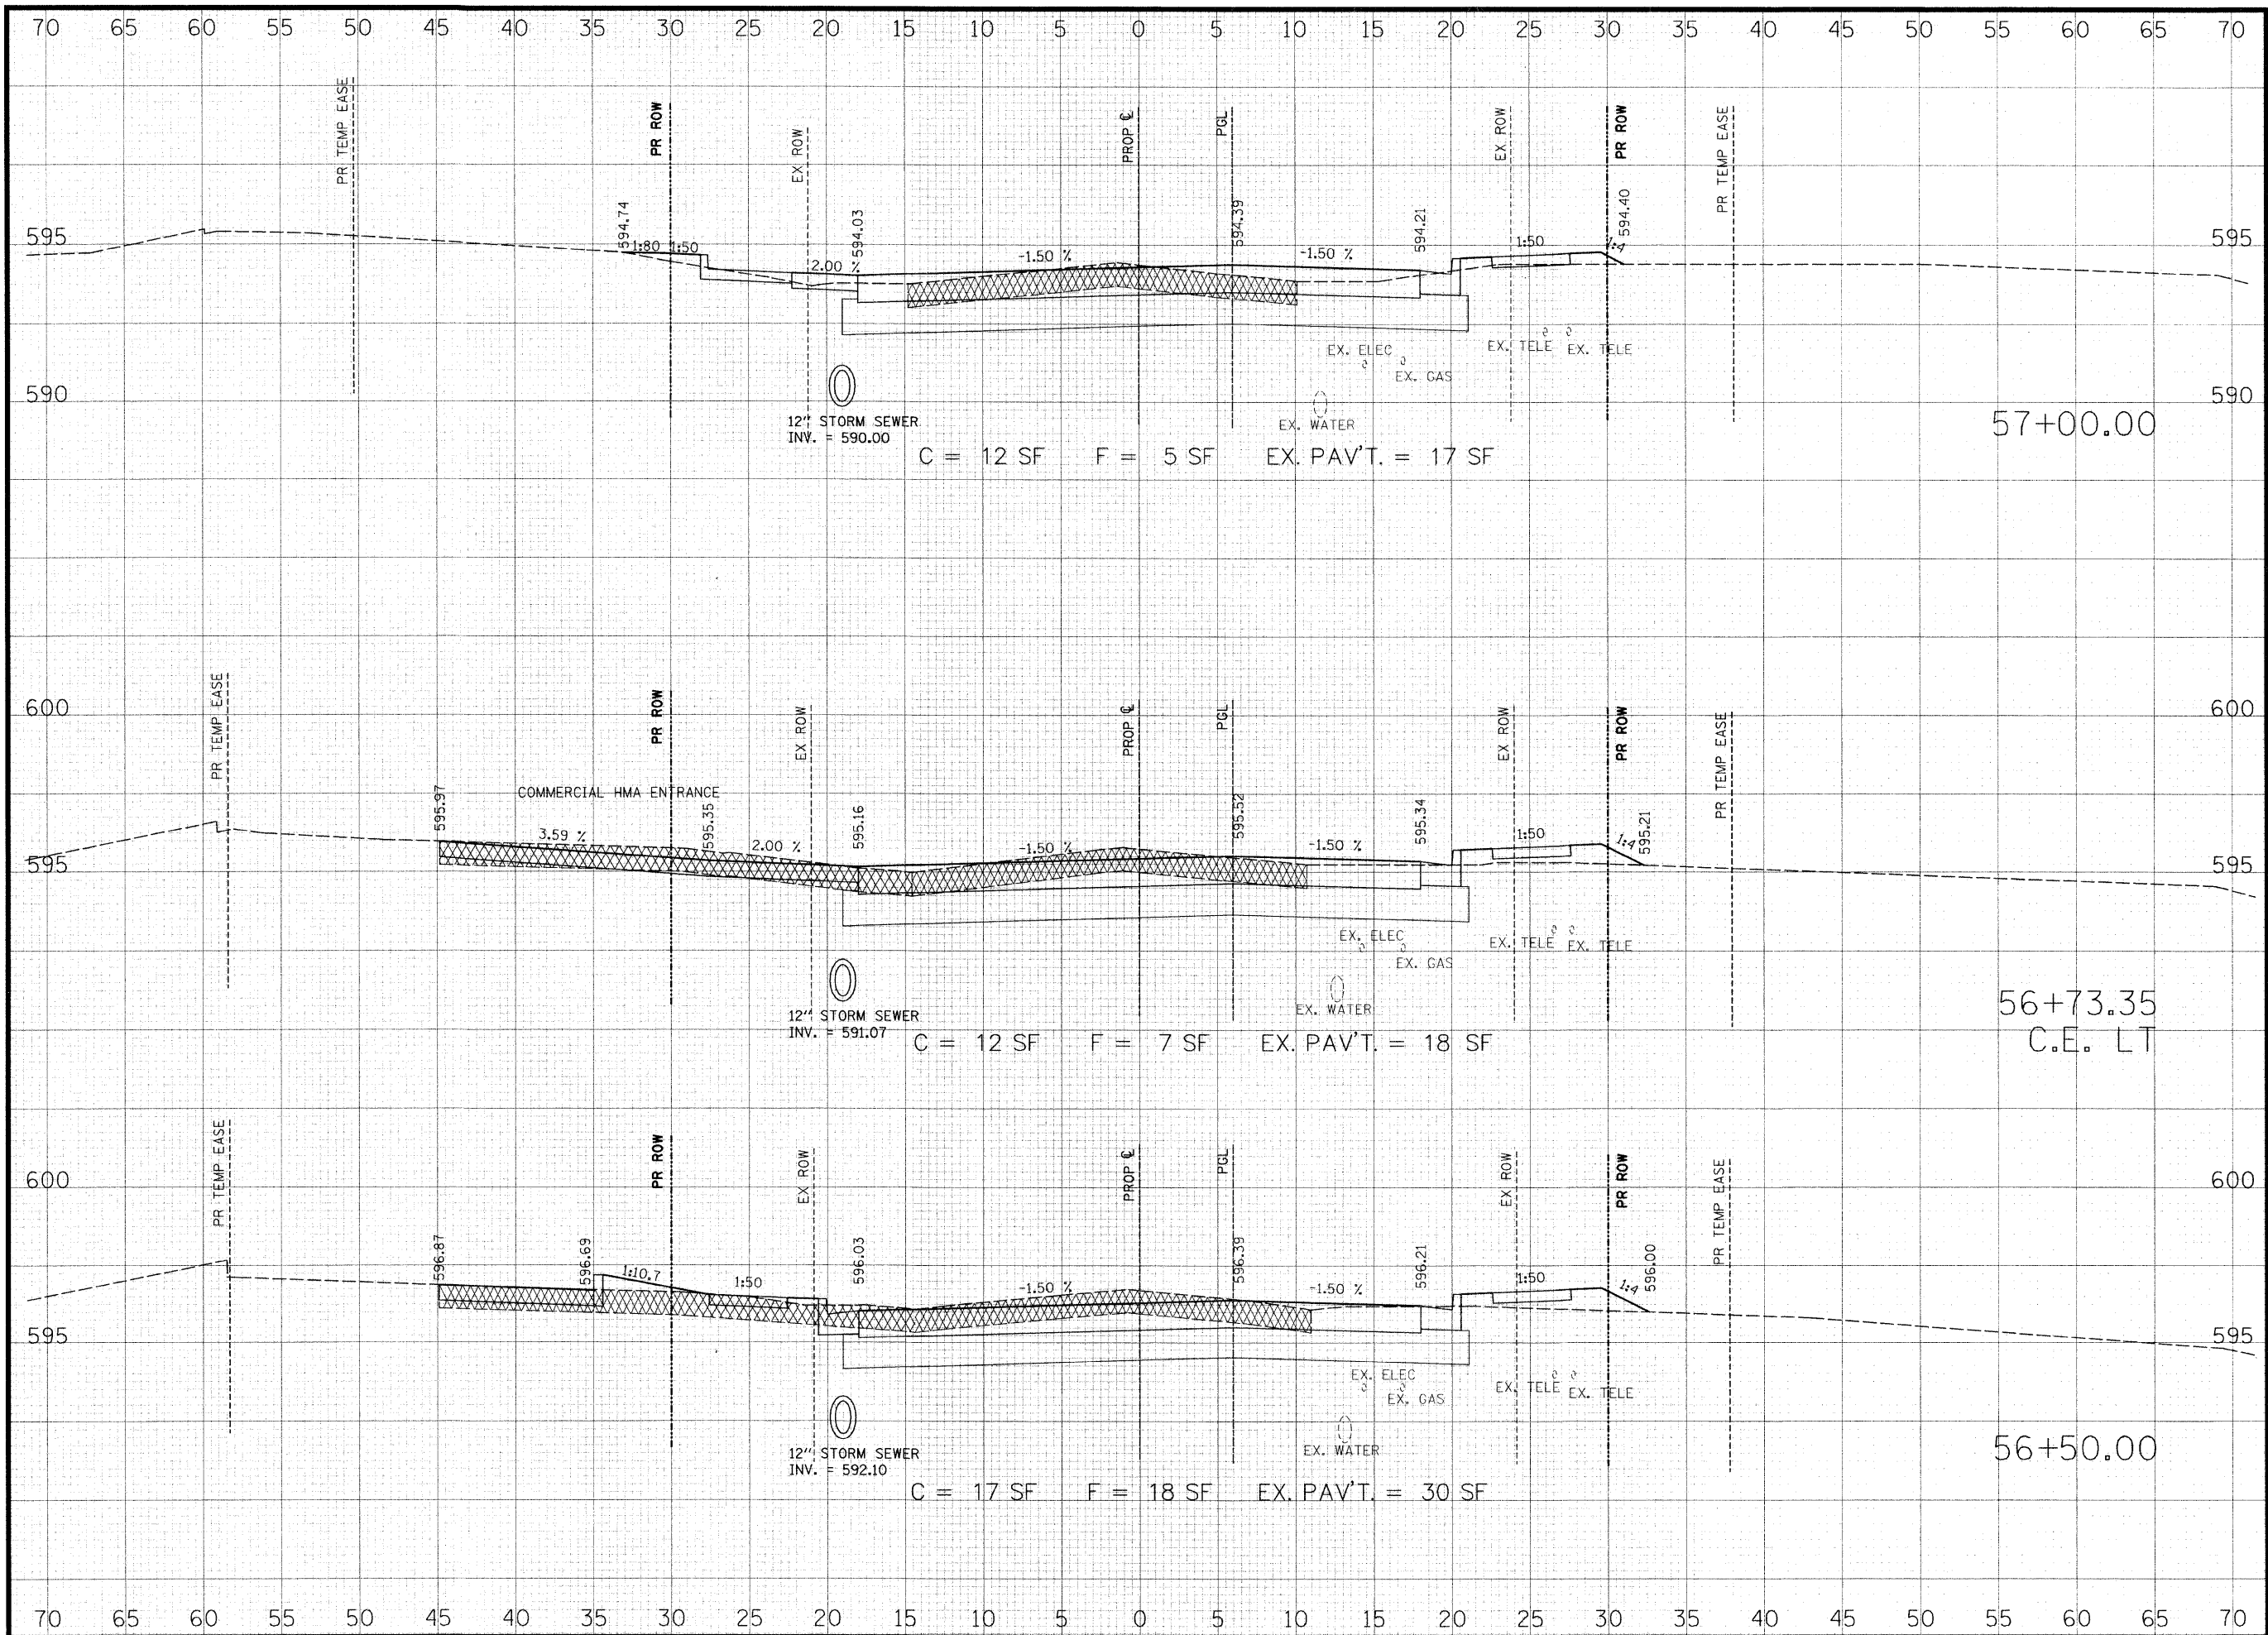 70 65 60 55 50 45 40 35 30 25 20 15 10 5 0 5 10 15 20 25 30 35 40 45 50 55 60 65 70
PR TEMP EASE
PR ROW
EX ROW
PROP ℄
PGL
EX ROW
PR ROW
PR TEMP EASE
594.74
594.03
594.39
594.21
594.40
595
1:80
1:50
2.00 %
-1.50 %
-1.50 %
1:50
1:4
595
EX. ELEC
EX. GAS
EX. TELE
EX. TELE
590
590
12" STORM SEWER
INV. = 590.00
EX. WATER
57+00.00
C = 12 SF F = 5 SF EX. PAV'T. = 17 SF
PR TEMP EASE
PR ROW
EX ROW
PROP ℄
PGL
EX ROW
PR ROW
PR TEMP EASE
600
600
COMMERCIAL HMA ENTRANCE
595.97
595.35
595.16
595.52
595.34
595.21
3.59 %
2.00 %
-1.50 %
-1.50 %
1:50
1:4
595
595
EX. ELEC
EX. GAS
EX. TELE
EX. TELE
12" STORM SEWER
INV. = 591.07
EX. WATER
56+73.35
C.E. LT
C = 12 SF F = 7 SF EX. PAV'T. = 18 SF
PR TEMP EASE
PR ROW
EX ROW
PROP ℄
PGL
EX ROW
PR ROW
PR TEMP EASE
600
600
596.87
596.69
596.03
596.39
596.21
596.00
1:10.7
1:50
-1.50 %
-1.50 %
1:50
1:4
595
595
EX. ELEC
EX. GAS
EX. TELE
EX. TELE
12" STORM SEWER
INV. = 592.10
EX. WATER
56+50.00
C = 17 SF F = 18 SF EX. PAV'T. = 30 SF
70 65 60 55 50 45 40 35 30 25 20 15 10 5 0 5 10 15 20 25 30 35 40 45 50 55 60 65 70